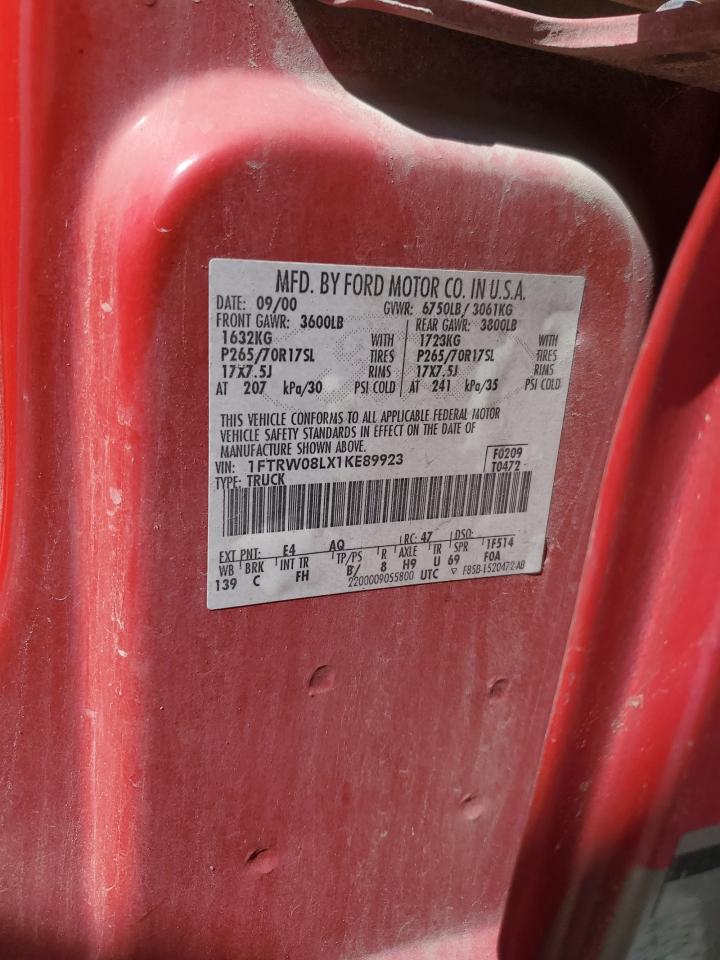 MFD. BY FORD MOTOR CO. IN U.S.A.
DATE: 09/00 GVWR: 6750LB/ 3061KG
FRONT GAWR: 3600LB REAR GAWR: 3800LB
1632KG WITH 1723KG WITH
P265/70R17SL TIRES P265/70R17SL TIRES
17X7.5J RIMS 17X7.5J RIMS
AT 207 kPa/30 PSI COLD AT 241 kPa/35 PSI COLD
THIS VEHICLE CONFORMS TO ALL APPLICABLE FEDERAL MOTOR
VEHICLE SAFETY STANDARDS IN EFFECT ON THE DATE OF
MANUFACTURE SHOWN ABOVE.
VIN: 1FTRW08LX1KE89923 F0209
TYPE: TRUCK T0472
EXT PNT: E4 AQ RC: 47 DSO:
WB BRK INT TR TP/PS R AXLE TR SPR 1F514
139 C FH B/ 8 H9 U 69 F0A
2200009055800 UTC ▽ F85B-1520472-AB